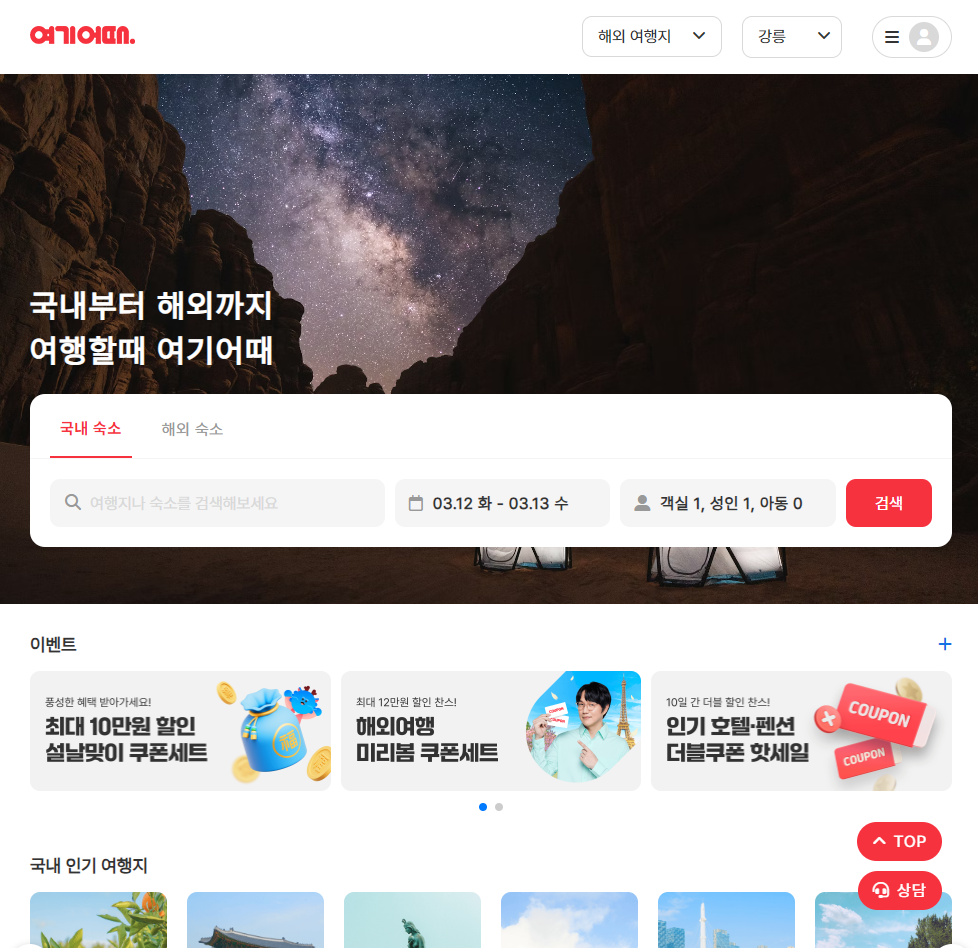 여기어때.
해외 여행지
강릉
국내부터 해외까지
여행할때 여기어때
국내 숙소
해외 숙소
여행지나 숙소를 검색해보세요
03.12 화 - 03.13 수
객실 1, 성인 1, 아동 0
검색
이벤트
+
풍성한 혜택 받아가세요!
최대 10만원 할인
설날맞이 쿠폰세트
최대 12만원 할인 찬스!
해외여행
미리봄 쿠폰세트
10일 간 더블 할인 찬스!
인기 호텔·펜션
더블쿠폰 핫세일
COUPON
COUPON
TOP
국내 인기 여행지
상담